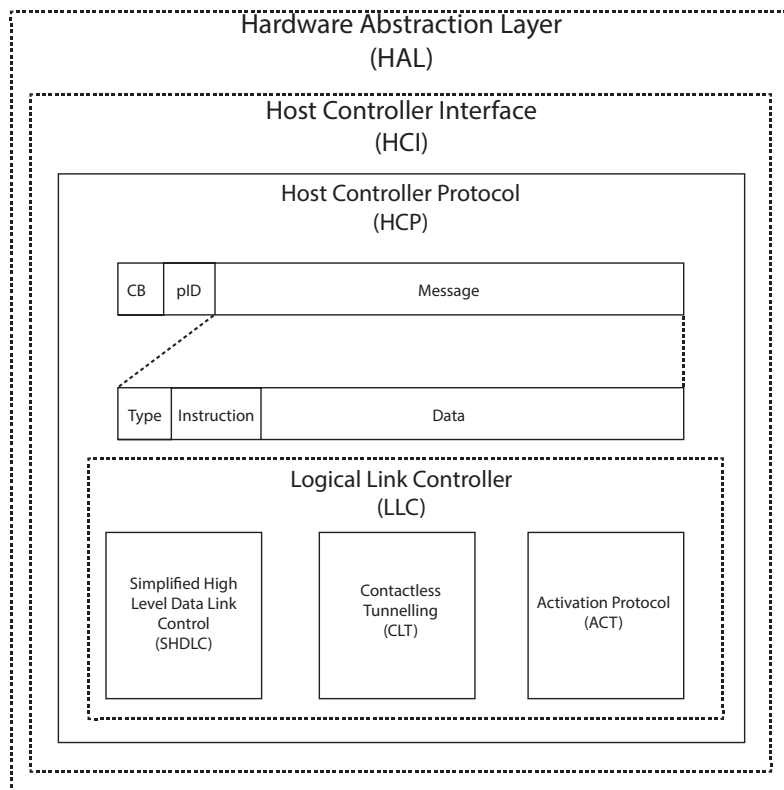 Hardware Abstraction Layer
(HAL)
Host Controller Interface
(HCI)
Host Controller Protocol
(HCP)
CB pID Message
Type Instruction Data
Logical Link Controller
(LLC)
Simplified High
Level Data Link
Control
(SHDLC)
Contactless
Tunnelling
(CLT)
Activation Protocol
(ACT)